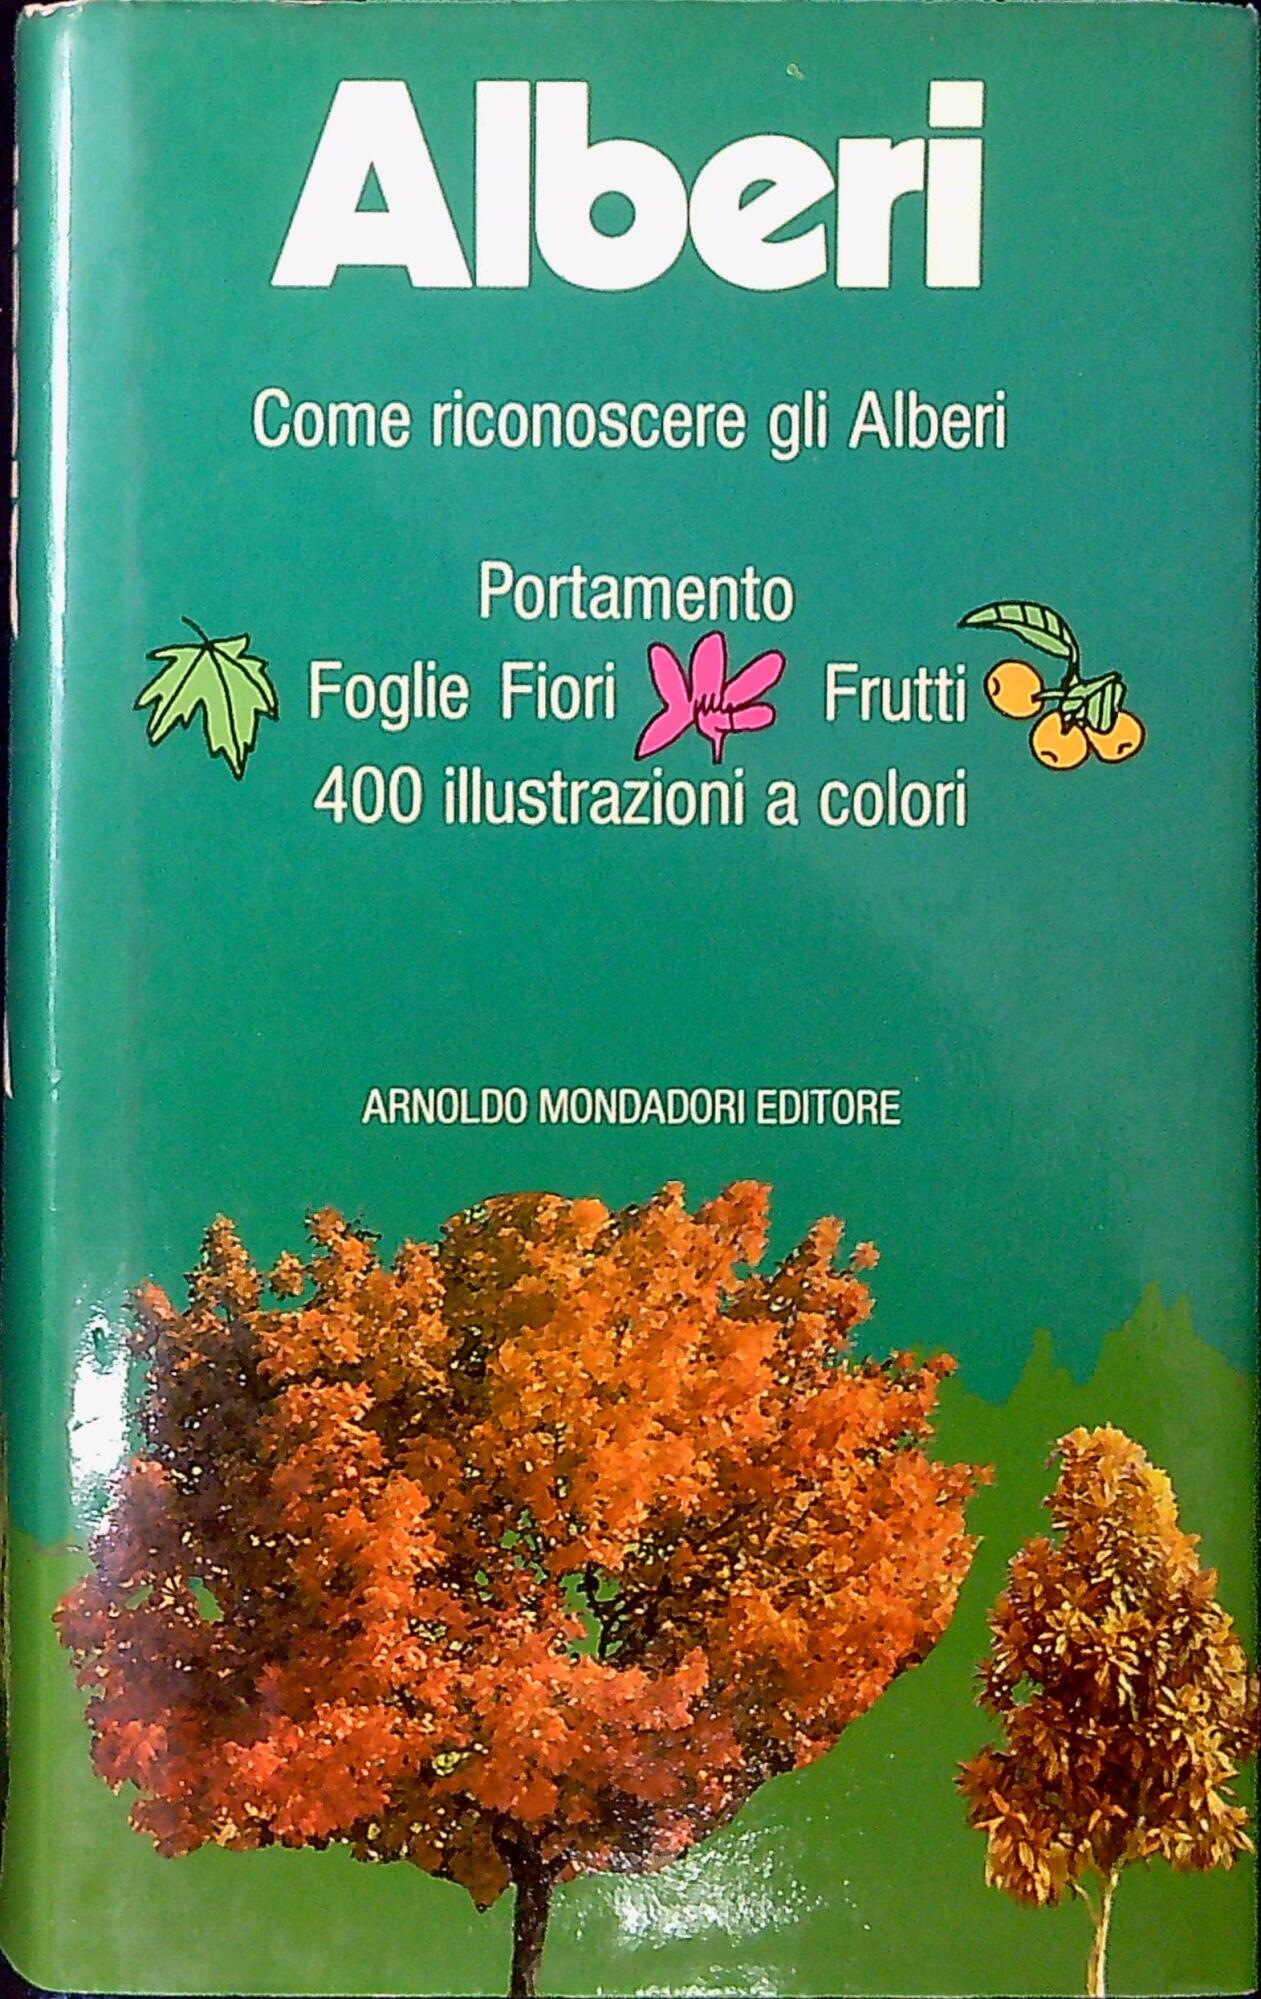 Alberi
Come riconoscere gli Alberi
Portamento
Foglie Fiori Frutti
400 illustrazioni a colori
ARNOLDO MONDADORI EDITORE